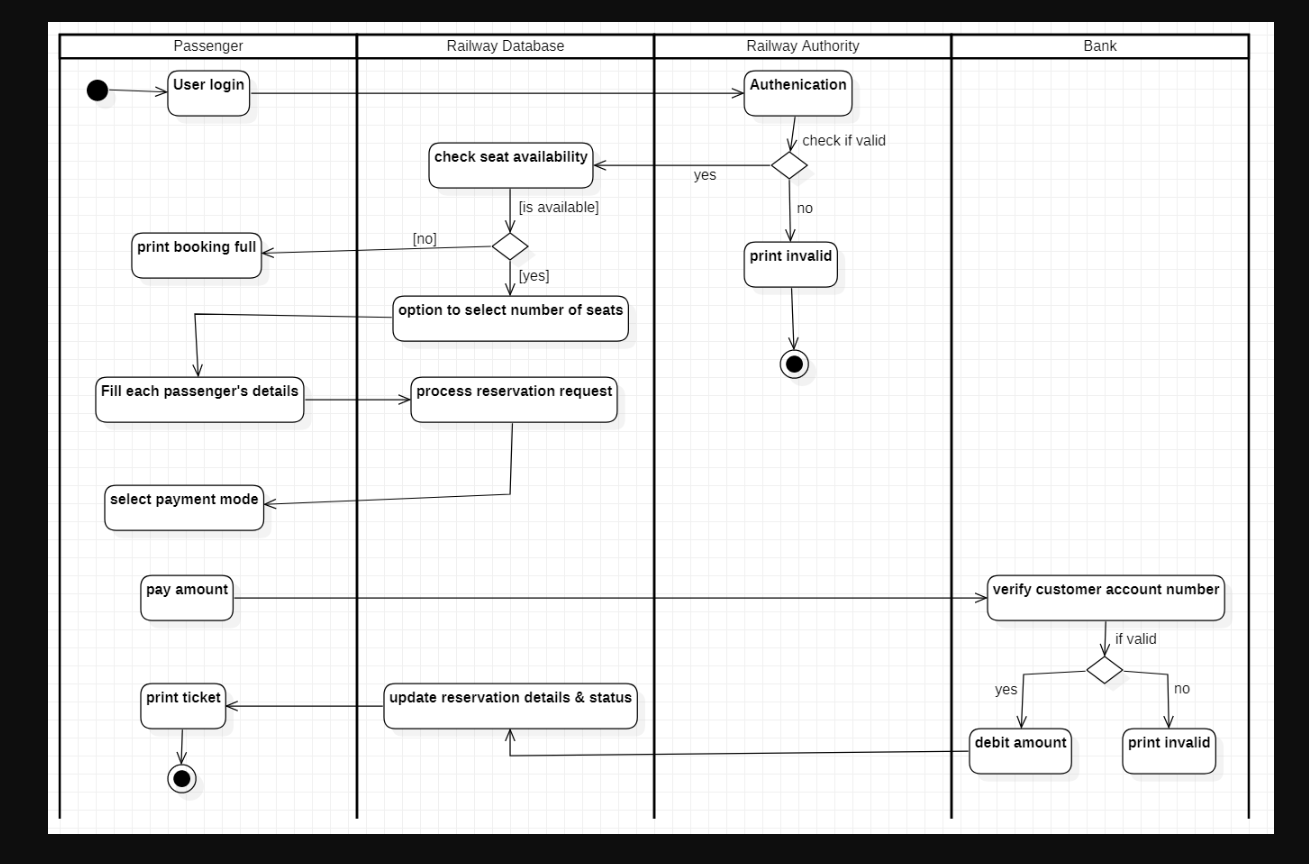 Passenger
Railway Database
Railway Authority
Bank
User login
Authenication
check if valid
check seat availability
yes
[is available]
no
[no]
print booking full
print invalid
[yes]
option to select number of seats
Fill each passenger's details
process reservation request
select payment mode
pay amount
verify customer account number
if valid
yes
no
print ticket
update reservation details & status
debit amount
print invalid